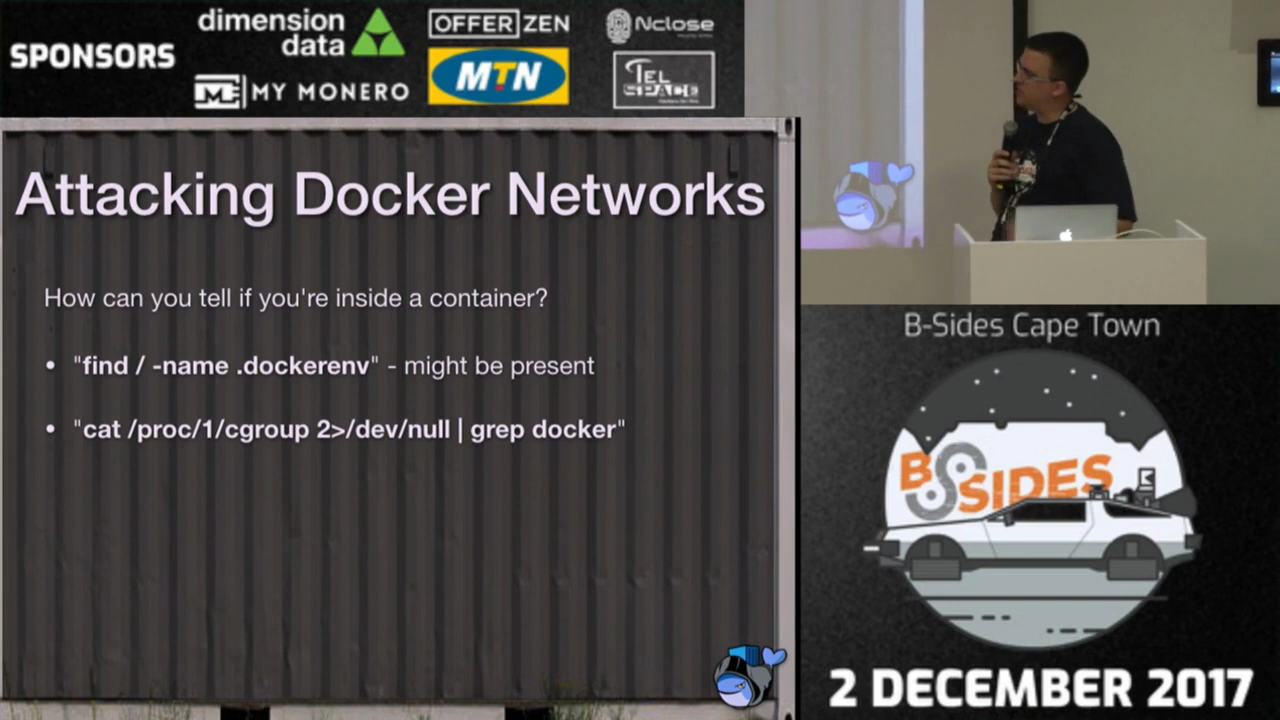 SPONSORS
dimension
data
MY MONERO
OFFER ZEN
MTN
Nclose
TEL
SPACE
Attacking Docker Networks
How can you tell if you're inside a container?
• "find / -name .dockerenv" - might be present
• "cat /proc/1/cgroup 2>/dev/null | grep docker"
B-Sides Cape Town
BSIDES
2 DECEMBER 2017